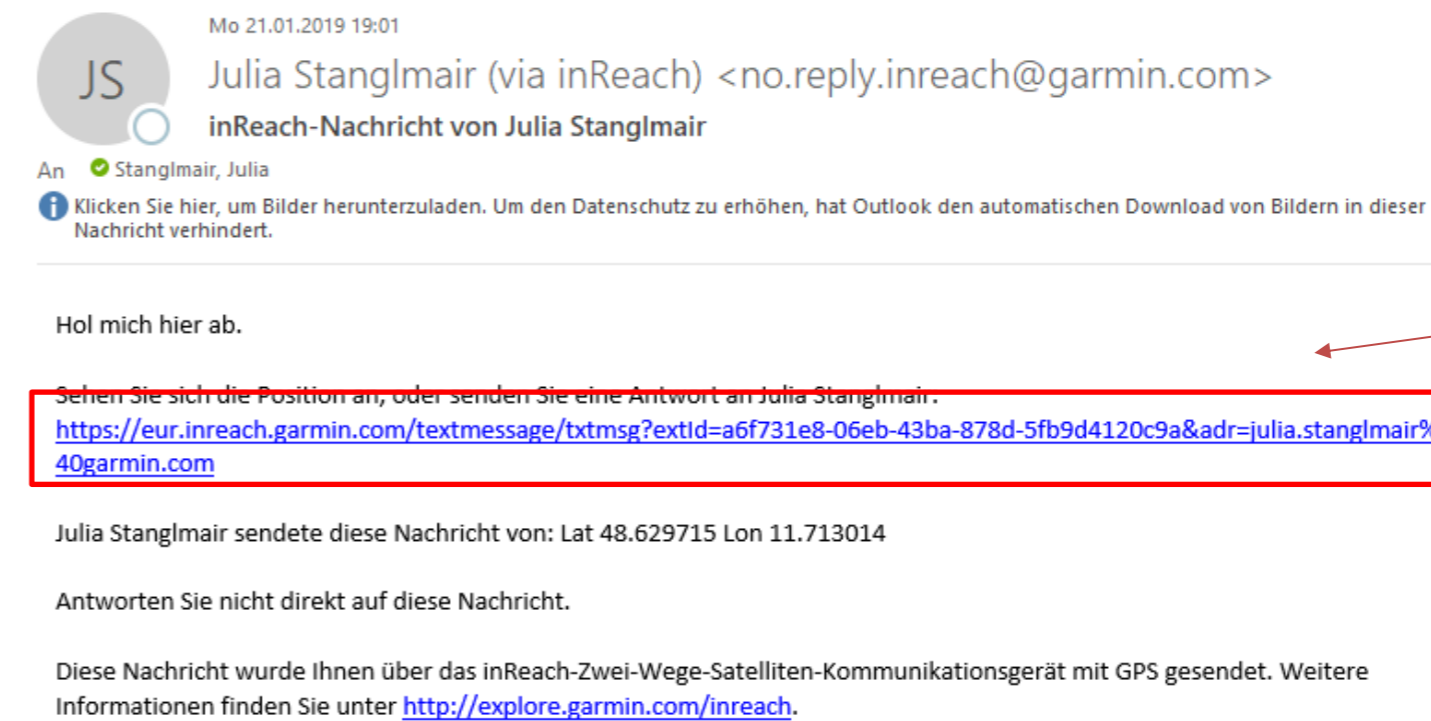 Mo 21.01.2019 19:01
JS
Julia Stanglmair (via inReach) <no.reply.inreach@garmin.com>
inReach-Nachricht von Julia Stanglmair
An Stanglmair, Julia
Klicken Sie hier, um Bilder herunterzuladen. Um den Datenschutz zu erhöhen, hat Outlook den automatischen Download von Bildern in dieser
Nachricht verhindert.
Hol mich hier ab.
Sehen Sie sich die Position an, oder senden Sie eine Antwort an Julia Stanglmair:
https://eur.inreach.garmin.com/textmessage/txtmsg?extId=a6f731e8-06eb-43ba-878d-5fb9d4120c9a&adr=julia.stanglmair%
40garmin.com
Julia Stanglmair sendete diese Nachricht von: Lat 48.629715 Lon 11.713014
Antworten Sie nicht direkt auf diese Nachricht.
Diese Nachricht wurde Ihnen über das inReach-Zwei-Wege-Satelliten-Kommunikationsgerät mit GPS gesendet. Weitere
Informationen finden Sie unter http://explore.garmin.com/inreach.